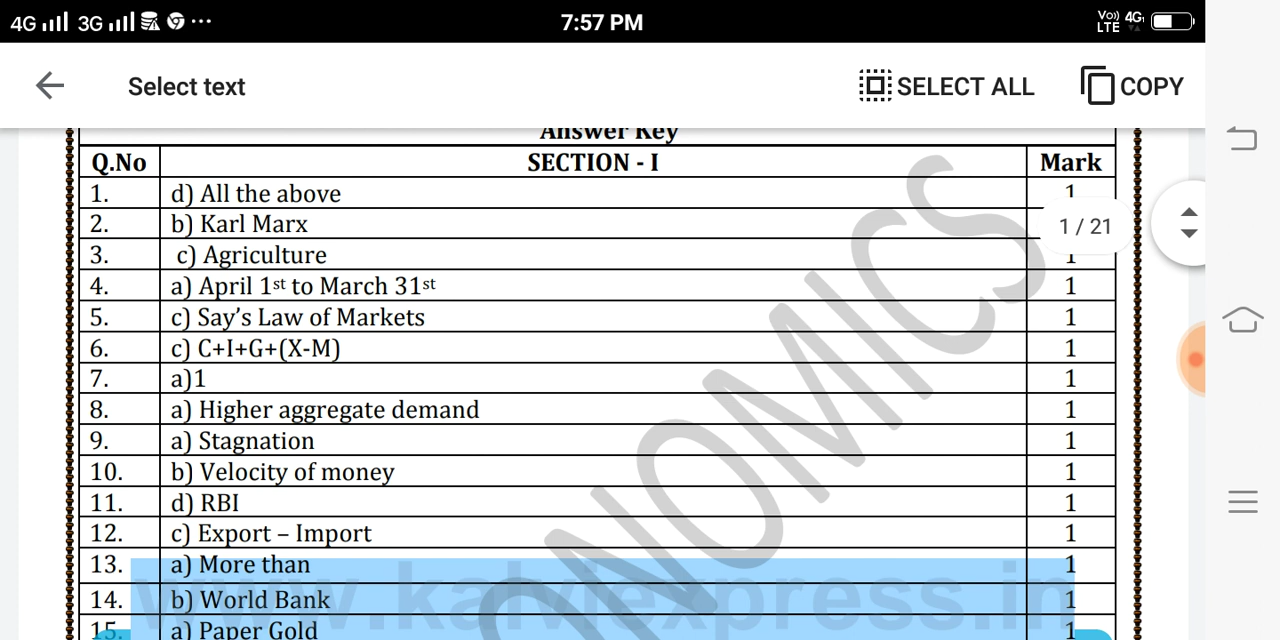 4G 3G ... 7:57 PM Vo)) LTE 4G
Select text SELECT ALL COPY
Answer Key
Q.No SECTION - I Mark
1. d) All the above 1
2. b) Karl Marx
1 / 21
3. c) Agriculture 1
4. a) April 1st to March 31st 1
5. c) Say's Law of Markets 1
6. c) C+I+G+(X-M) 1
7. a)1 1
8. a) Higher aggregate demand 1
9. a) Stagnation 1
10. b) Velocity of money 1
11. d) RBI 1
12. c) Export – Import 1
13. a) More than 1
14. b) World Bank 1
15. a) Paper Gold 1
www.kalviexpress.in
NOMICS